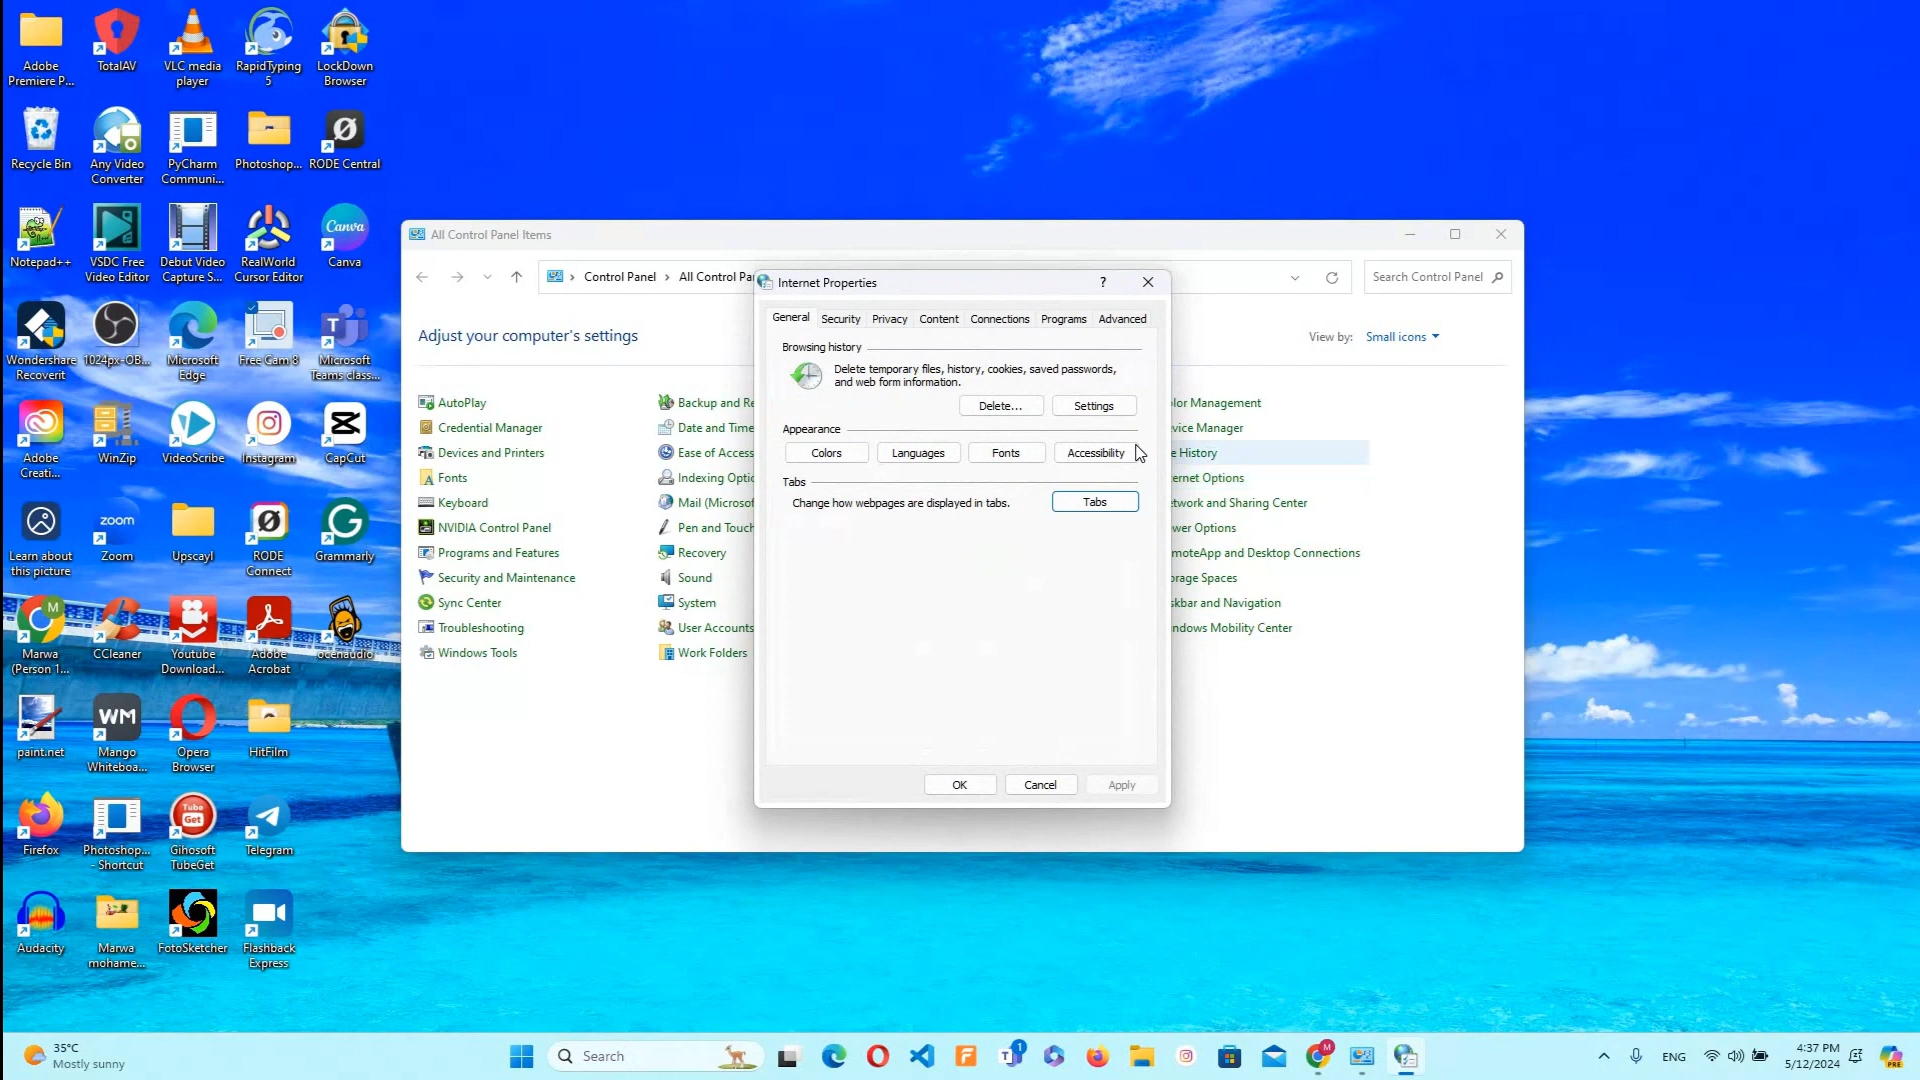 Adobe
Premiere P...
TotalAV
VLC media
player
RapidTyping
5
LockDown
Browser
Recycle Bin
Any Video
Converter
PyCharm
Communi...
Photoshop...
RODE Central
Notepad++
VSDC Free
Video Editor
Debut Video
Capture S...
RealWorld
Cursor Editor
Canva
Canva
Wondershare
Recoverit
1024px-OB...
Microsoft
Edge
Free Cam 8
Microsoft
Teams class...
Adobe
Creati...
WinZip
VideoScribe
Instagram
CapCut
Learn about
this picture
zoom
Zoom
Upscayl
RODE
Connect
Grammarly
M
Marwa
(Person 1...
CCleaner
Youtube
Download...
Adobe
Acrobat
ocenaudio
paint.net
WM
Mango
Whiteboa...
Opera
Browser
HitFilm
Firefox
Photoshop...
- Shortcut
Tube
Get
Gihosoft
TubeGet
Telegram
Audacity
Marwa
mohame...
FotoSketcher
Flashback
Express
All Control Panel Items
Control Panel > All Control Pa
Search Control Panel
Adjust your computer's settings
View by: Small icons
AutoPlay
Credential Manager
Devices and Printers
Fonts
Keyboard
NVIDIA Control Panel
Programs and Features
Security and Maintenance
Sync Center
Troubleshooting
Windows Tools
Backup and Re
Date and Time
Ease of Access
Indexing Optio
Mail (Microsof
Pen and Touch
Recovery
Sound
System
User Accounts
Work Folders
lor Management
vice Manager
e History
ternet Options
etwork and Sharing Center
wer Options
moteApp and Desktop Connections
orage Spaces
skbar and Navigation
ndows Mobility Center
Internet Properties
?
General Security Privacy Content Connections Programs Advanced
Browsing history
Delete temporary files, history, cookies, saved passwords,
and web form information.
Delete... Settings
Appearance
Colors Languages Fonts Accessibility
Tabs
Change how webpages are displayed in tabs. Tabs
OK Cancel Apply
35°C
Mostly sunny
Search
1
M
ENG
4:37 PM
5/12/2024
PRE